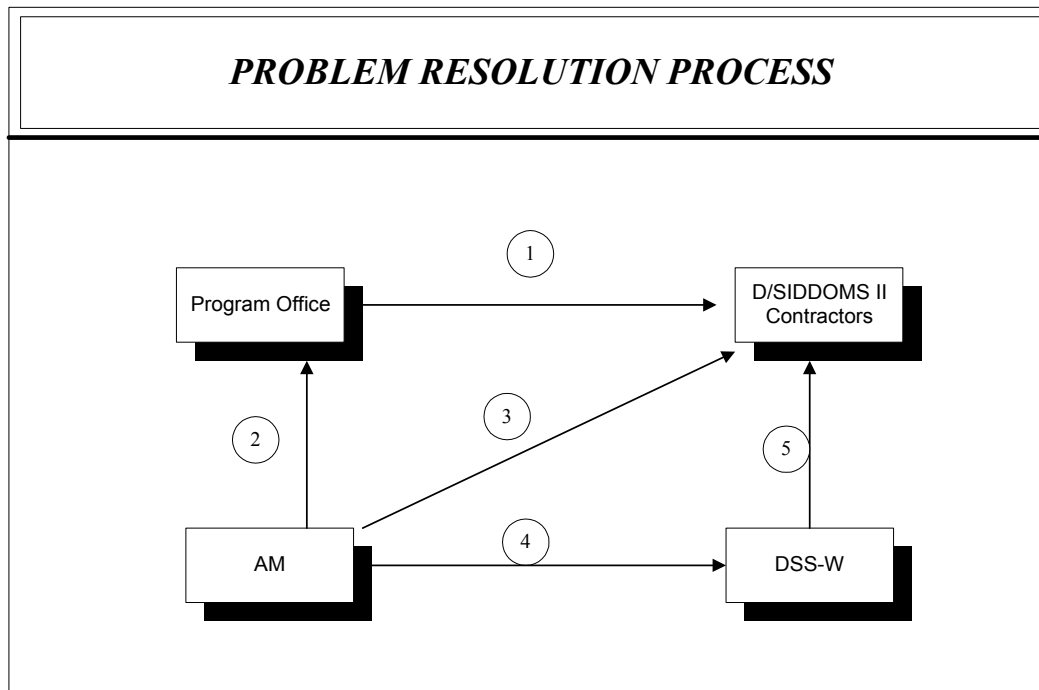 PROBLEM RESOLUTION PROCESS
1
Program Office
D/SIDDOMS II
Contractors
2
3
5
AM
4
DSS-W